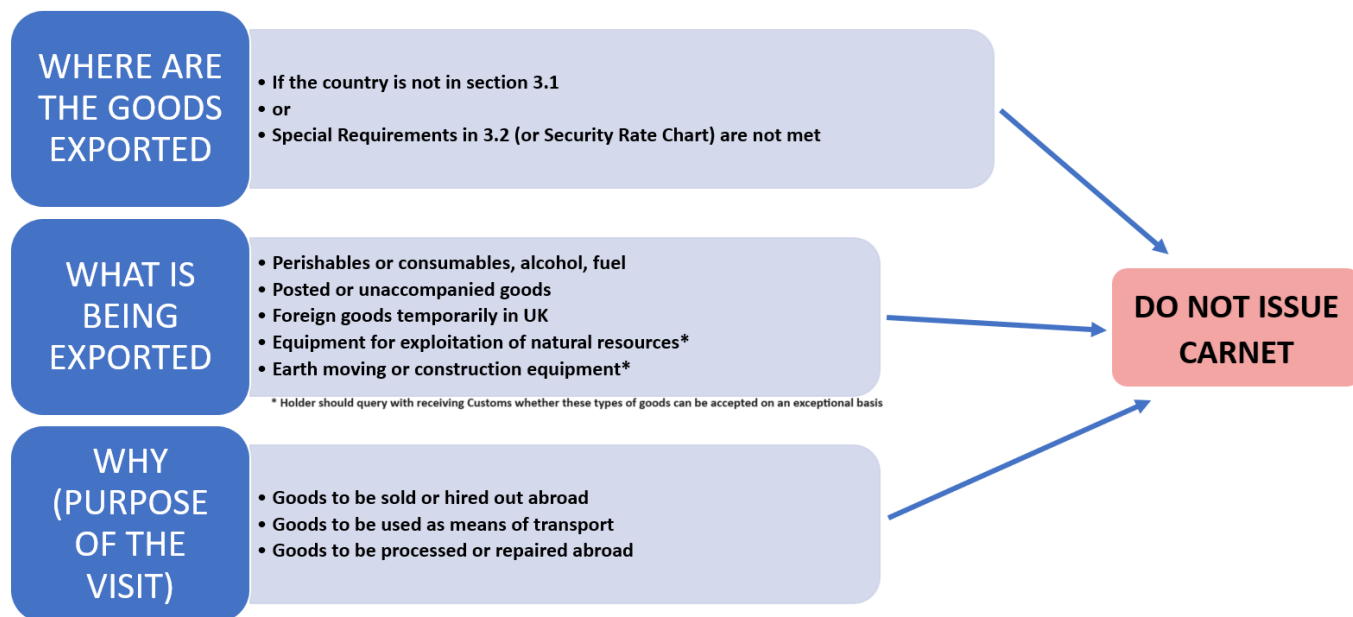 WHERE ARE
THE GOODS
EXPORTED
• If the country is not in section 3.1
• or
• Special Requirements in 3.2 (or Security Rate Chart) are not met
WHAT IS
BEING
EXPORTED
• Perishables or consumables, alcohol, fuel
• Posted or unaccompanied goods
• Foreign goods temporarily in UK
• Equipment for exploitation of natural resources*
• Earth moving or construction equipment*
* Holder should query with receiving Customs whether these types of goods can be accepted on an exceptional basis
WHY
(PURPOSE
OF THE
VISIT)
• Goods to be sold or hired out abroad
• Goods to be used as means of transport
• Goods to be processed or repaired abroad
DO NOT ISSUE
CARNET